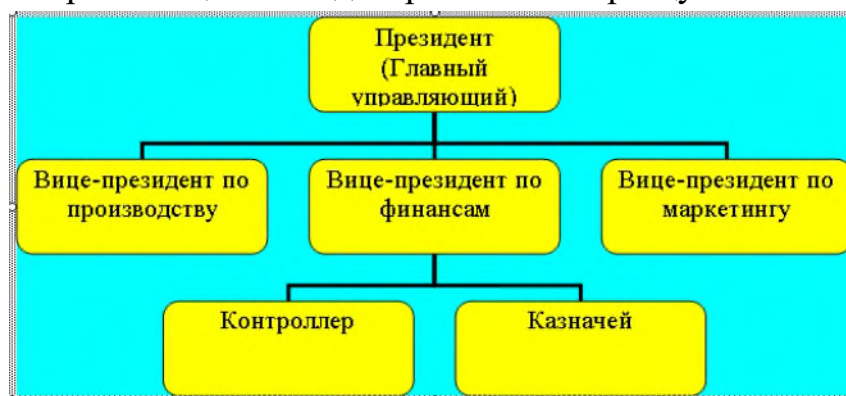 Президент
(Главный
управляющий)
Вице-президент по
производству
Вице-президент по
финансам
Вице-президент по
маркетингу
Контроллер
Казначей